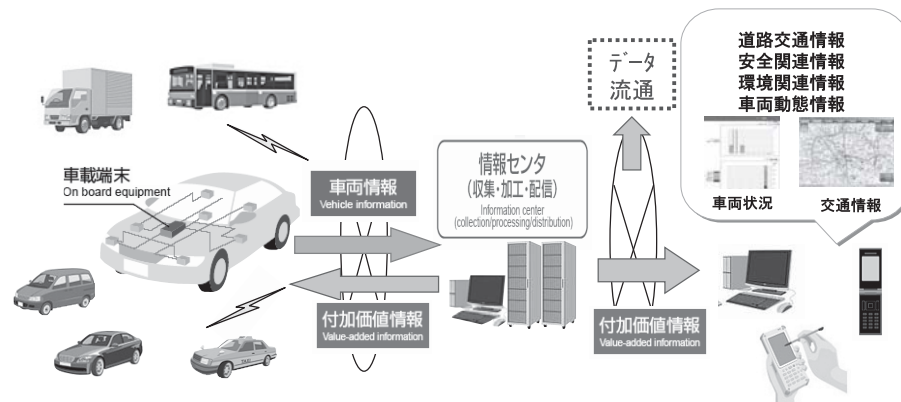 車載端末
On board equipment
車両情報
Vehicle information
付加価値情報
Value-added information
情報センタ
(収集・加工・配信)
Information center
(collection/processing/distribution)
データ
流通
付加価値情報
Value-added information
道路交通情報
安全関連情報
環境関連情報
車両動態情報
車両状況
交通情報